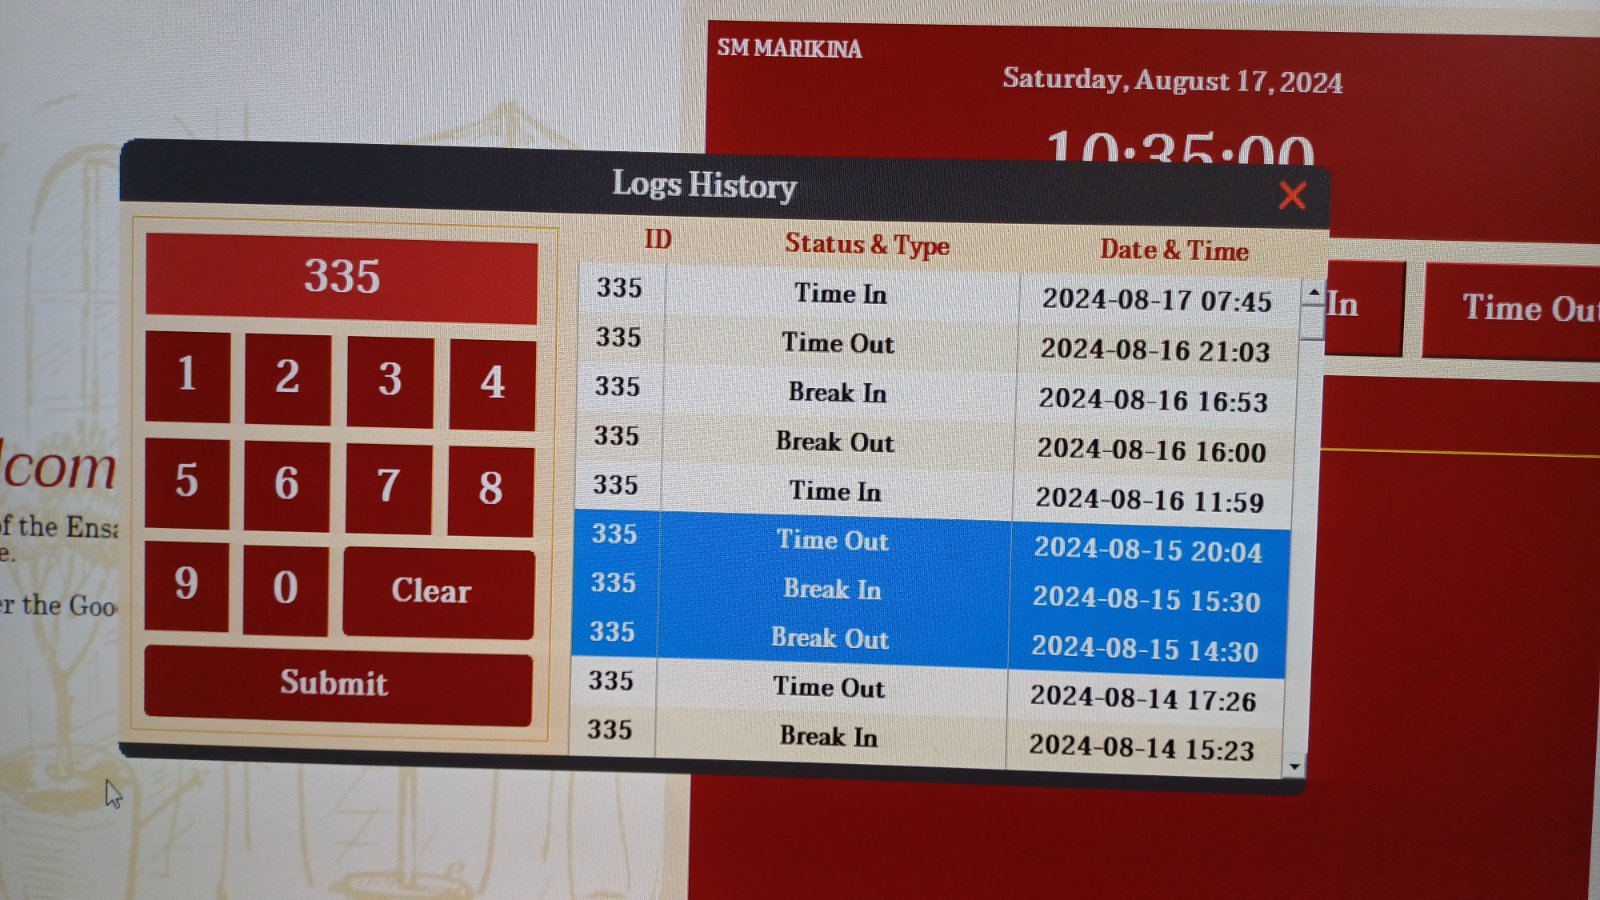 SM MARIKINA
Saturday, August 17, 2024
10:35:00
Logs History
335
1 2 3 4
5 6 7 8
9 0 Clear
Submit
ID Status & Type Date & Time
335 Time In 2024-08-17 07:45
335 Time Out 2024-08-16 21:03
335 Break In 2024-08-16 16:53
335 Break Out 2024-08-16 16:00
335 Time In 2024-08-16 11:59
335 Time Out 2024-08-15 20:04
335 Break In 2024-08-15 15:30
335 Break Out 2024-08-15 14:30
335 Time Out 2024-08-14 17:26
335 Break In 2024-08-14 15:23
In
Time Out
lcom
of the Ensa
e.
er the Goo